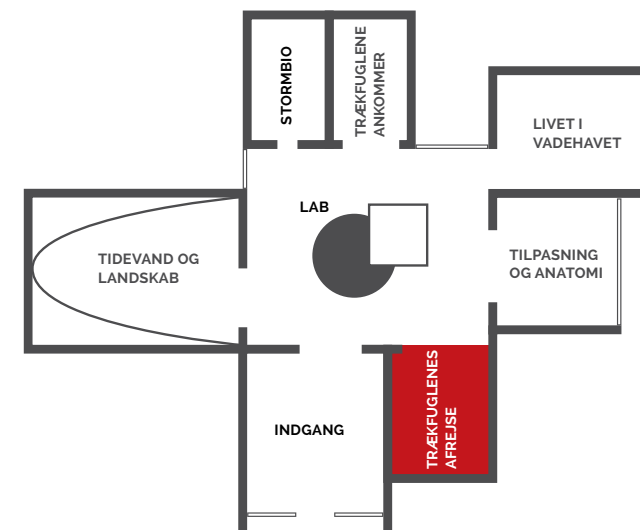 STORMBIO
TRÆKFUGLENE
ANKOMMER
LIVET I
VADEHAVET
LAB
TIDEVAND OG
LANDSKAB
TILPASNING
OG ANATOMI
INDGANG
TRÆKFUGLENES
AFREJSE